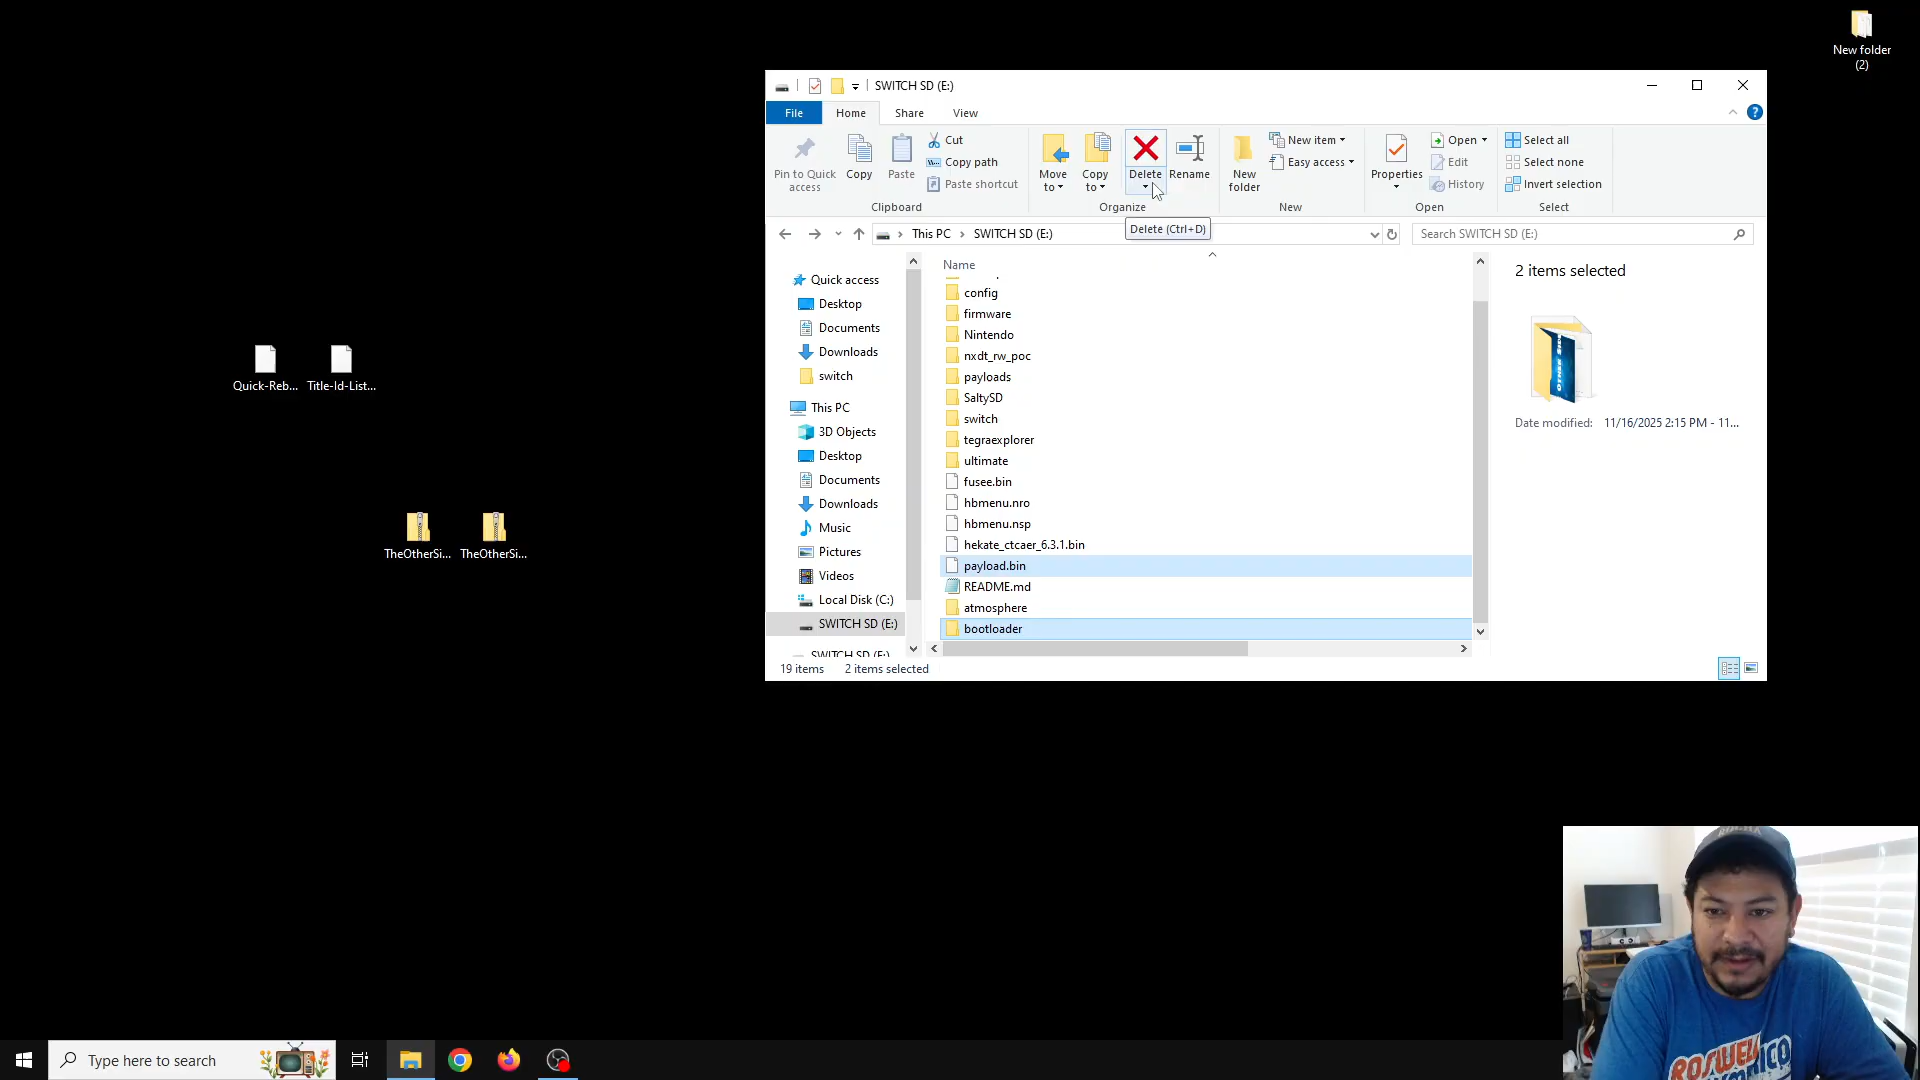 New folder
(2)
SWITCH SD (E:)
File
Home
Share
View
Pin to Quick
access
Copy
Paste
Cut
Copy path
Paste shortcut
Move
to
Copy
to
Delete
Rename
New
folder
New item
Easy access
Properties
Open
Edit
History
Select all
Select none
Invert selection
Clipboard
Organize
New
Open
Select
This PC
SWITCH SD (E:)
Delete (Ctrl+D)
Search SWITCH SD (E:)
Name
Quick access
Desktop
Documents
Downloads
switch
This PC
3D Objects
Desktop
Documents
Downloads
Music
Pictures
Videos
Local Disk (C:)
SWITCH SD (E:)
SWITCH SD (E:)
config
firmware
Nintendo
nxdt_rw_poc
payloads
SaltySD
switch
tegraexplorer
ultimate
fusee.bin
hbmenu.nro
hbmenu.nsp
hekate_ctcaer_6.3.1.bin
payload.bin
README.md
atmosphere
bootloader
2 items selected
Date modified: 11/16/2025 2:15 PM - 11...
19 items
2 items selected
Quick-Reb...
Title-Id-List...
TheOtherSi...
TheOtherSi...
Type here to search